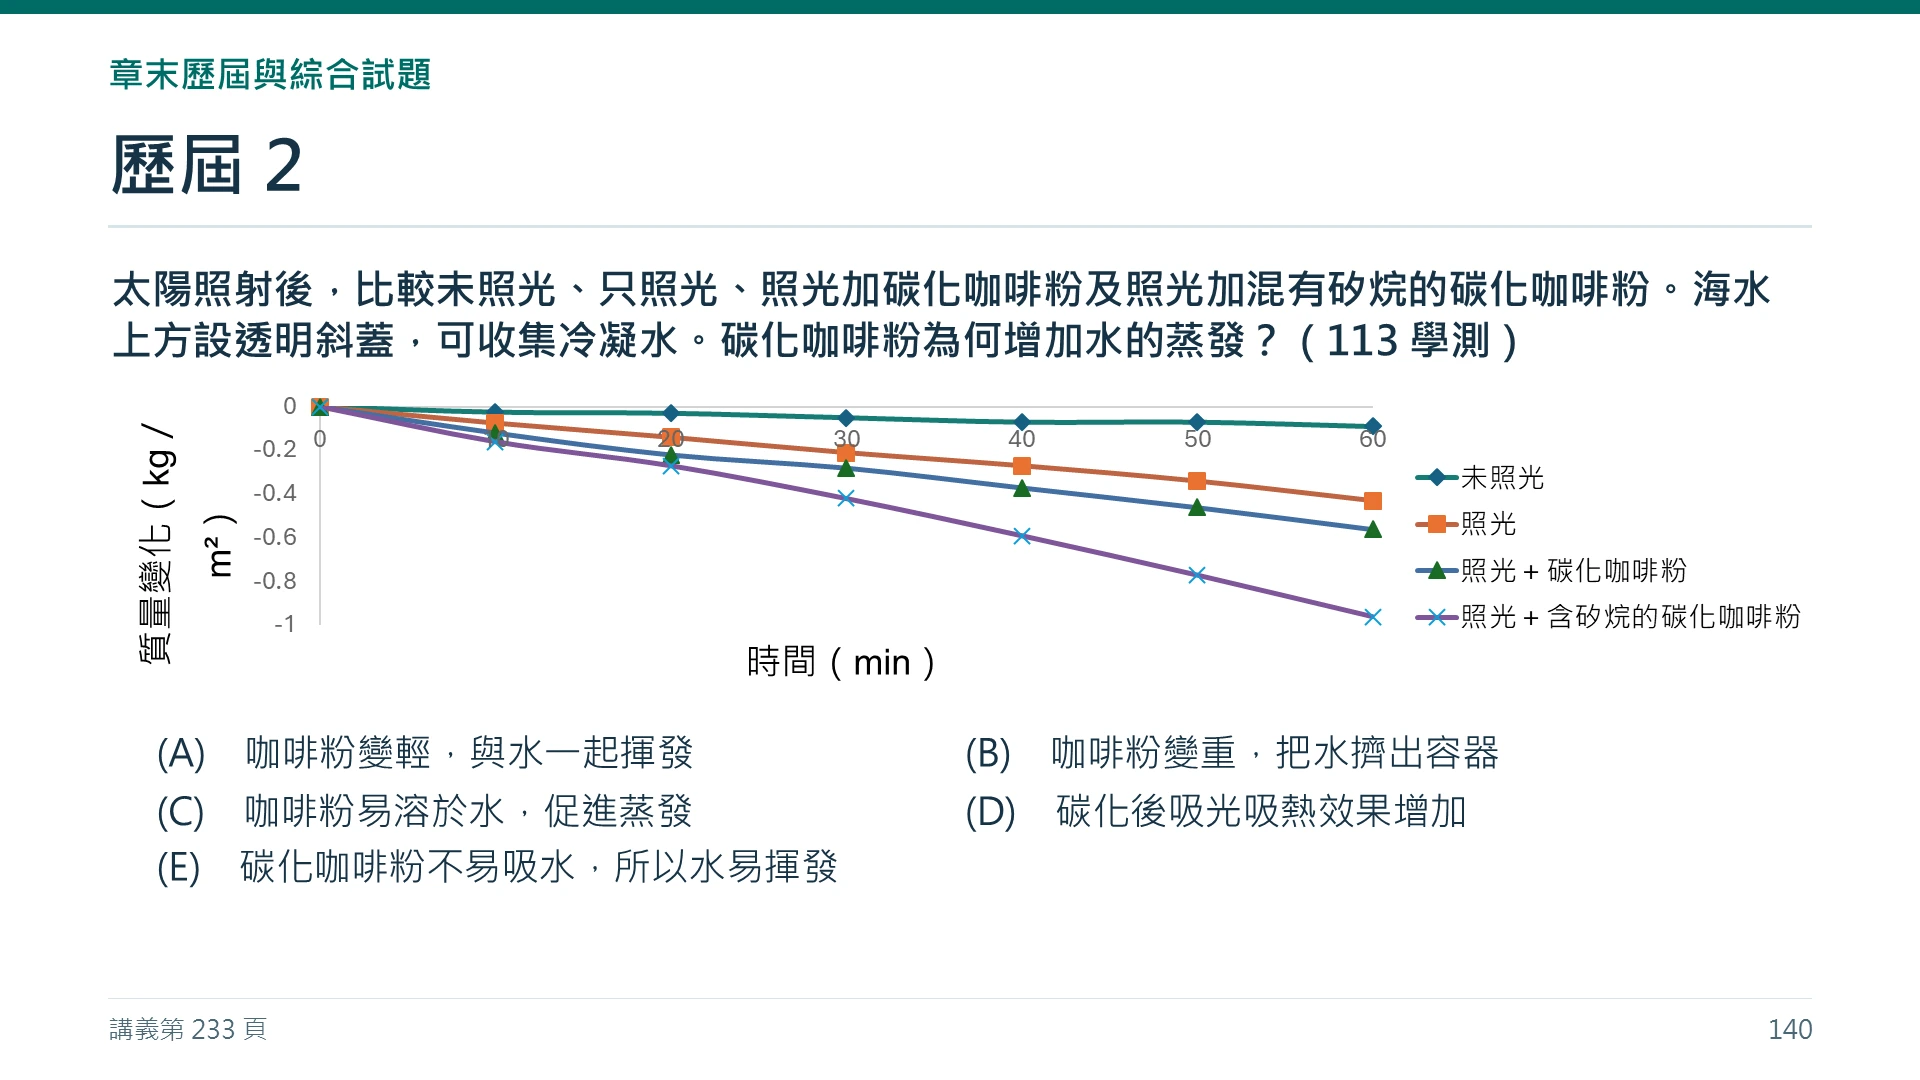 章末歷屆與綜合試題
歷屆 2
太陽照射後，比較未照光、只照光、照光加碳化咖啡粉及照光加混有矽烷的碳化咖啡粉。海水
上方設透明斜蓋，可收集冷凝水。碳化咖啡粉為何增加水的蒸發？（113 學測）
質量變化（kg /
m²）
0
-0.2
-0.4
-0.6
-0.8
-1
0 20 30 40 50 60
時間（min）
未照光
照光
照光＋碳化咖啡粉
照光＋含矽烷的碳化咖啡粉
(A) 咖啡粉變輕，與水一起揮發
(B) 咖啡粉變重，把水擠出容器
(C) 咖啡粉易溶於水，促進蒸發
(D) 碳化後吸光吸熱效果增加
(E) 碳化咖啡粉不易吸水，所以水易揮發
講義第 233 頁
140